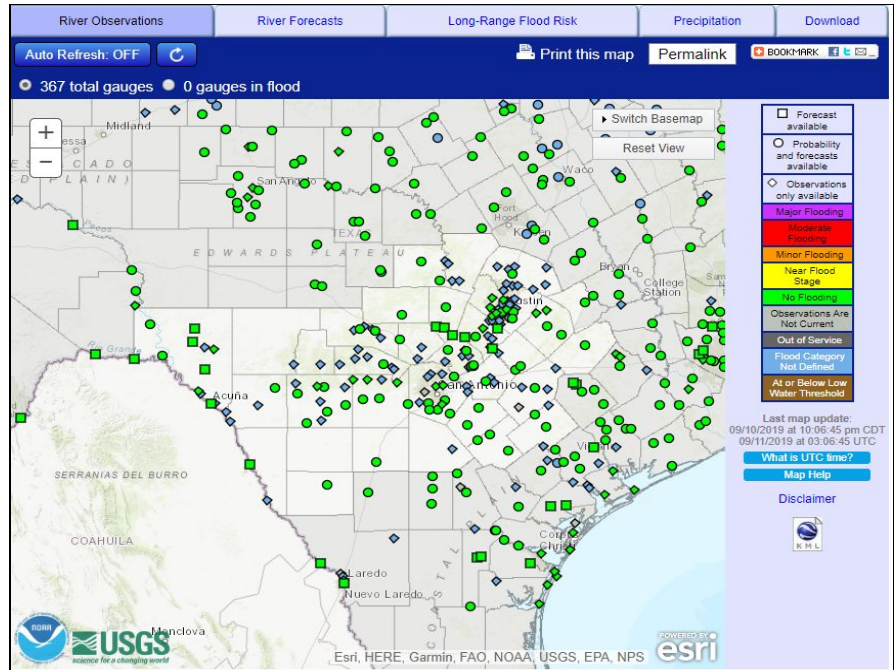 River Observations
River Forecasts
Long-Range Flood Risk
Precipitation
Download
Auto Refresh: OFF
Print this map
Permalink
BOOKMARK
367 total gauges
0 gauges in flood
+
−
Switch Basemap
Reset View
Midland
San Angelo
Waco
Fort
Hood
EDWARDS PLATEAU
Pecos
Bryan
College
Station
Rio Grande
Acuña
San Antonio
SERRANIAS DEL BURRO
COAHUILA
COASTAL PLAIN
Corpus
Christi
Laredo
Nuevo Laredo
Forecast
available
Probability
and forecasts
available
Observations
only available
Major Flooding
Moderate
Flooding
Minor Flooding
Near Flood
Stage
No Flooding
Observations Are
Not Current
Out of Service
Flood Category
Not Defined
At or Below Low
Water Threshold
Last map update:
09/10/2019 at 10:06:45 pm CDT
09/11/2019 at 03:06:45 UTC
What is UTC time?
Map Help
Disclaimer
KML
NOAA
USGS
science for a changing world
Esri, HERE, Garmin, FAO, NOAA, USGS, EPA, NPS
POWERED BY
esri